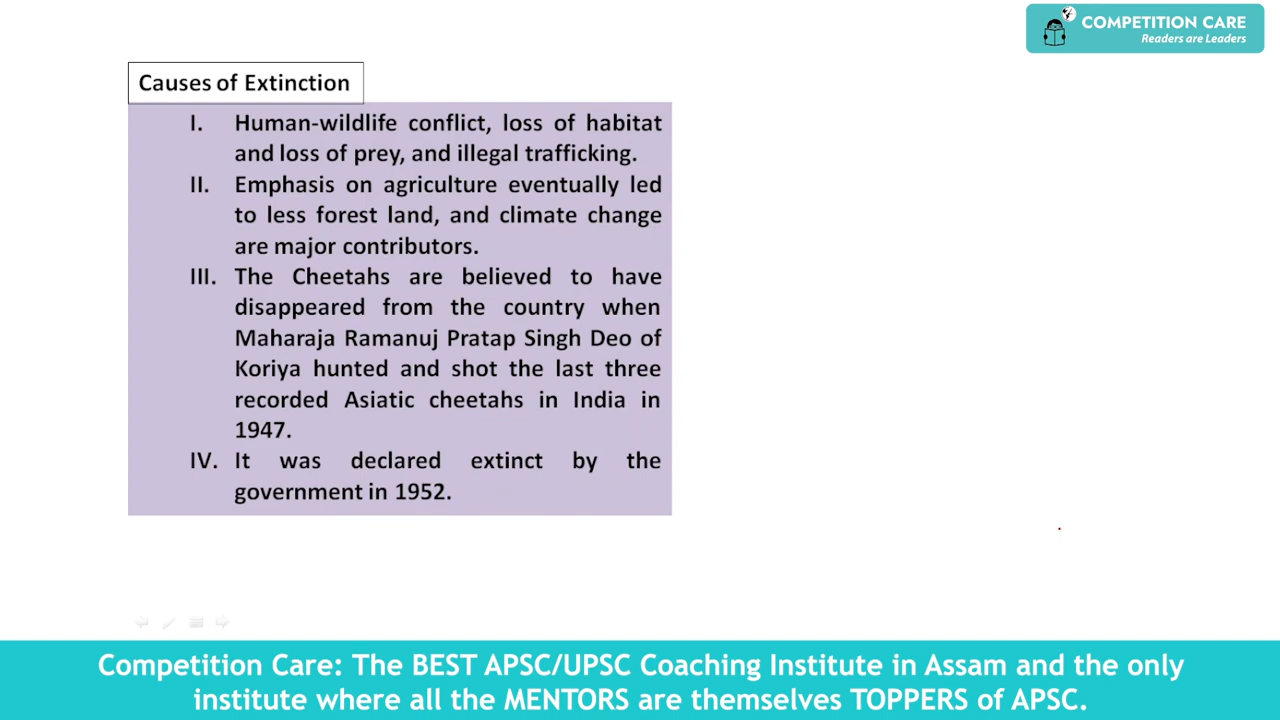 COMPETITION CARE
Readers are Leaders
Causes of Extinction
I. Human-wildlife conflict, loss of habitat
and loss of prey, and illegal trafficking.
II. Emphasis on agriculture eventually led
to less forest land, and climate change
are major contributors.
III. The Cheetahs are believed to have
disappeared from the country when
Maharaja Ramanuj Pratap Singh Deo of
Koriya hunted and shot the last three
recorded Asiatic cheetahs in India in
1947.
IV. It was declared extinct by the
government in 1952.
Competition Care: The BEST APSC/UPSC Coaching Institute in Assam and the only
institute where all the MENTORS are themselves TOPPERS of APSC.